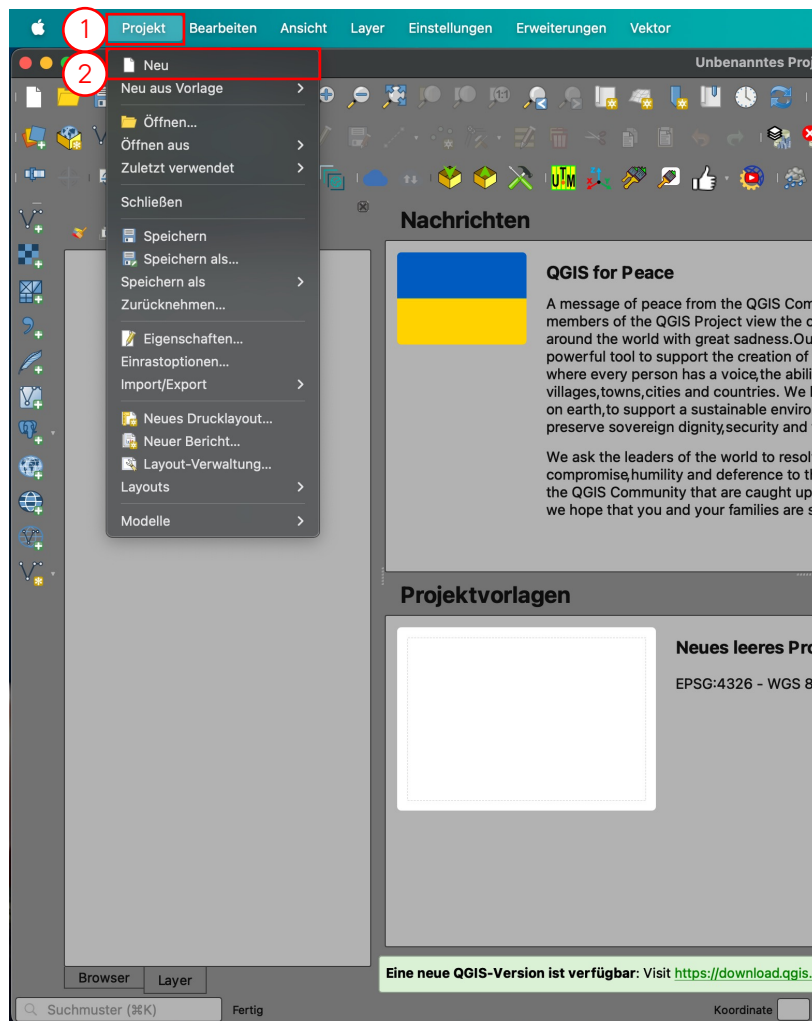 1
Projekt
Bearbeiten
Ansicht
Layer
Einstellungen
Erweiterungen
Vektor
2
Neu
Neu aus Vorlage
Öffnen...
Öffnen aus
Zuletzt verwendet
Schließen
Speichern
Speichern als...
Speichern als
Zurücknehmen...
Eigenschaften...
Einrastoptionen...
Import/Export
Neues Drucklayout...
Neuer Bericht...
Layout-Verwaltung...
Layouts
Modelle
Unbenanntes Proj
UTM
Nachrichten
QGIS for Peace
A message of peace from the QGIS Com
members of the QGIS Project view the
around the world with great sadness.Ou
powerful tool to support the creation of
where every person has a voice,the abili
villages,towns,cities and countries. We
on earth,to support a sustainable enviro
preserve sovereign dignity,security and
We ask the leaders of the world to resol
compromise,humility and deference to
the QGIS Community that are caught up
we hope that you and your families are
Projektvorlagen
Neues leeres Pro
EPSG:4326 - WGS 8
Eine neue QGIS-Version ist verfügbar: Visit https://download.qgis.
Browser
Layer
Suchmuster (⌘K)
Fertig
Koordinate